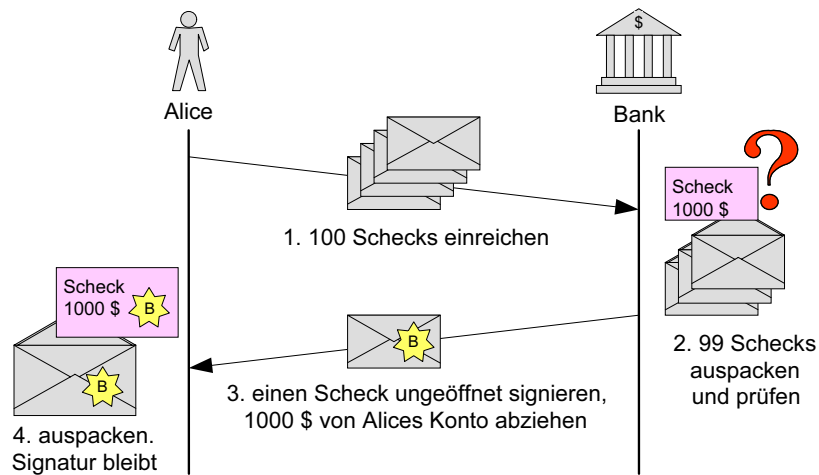 $
Alice
Bank
Scheck
1000 $
?
1. 100 Schecks einreichen
Scheck
1000 $
B
B
B
2. 99 Schecks
auspacken
und prüfen
3. einen Scheck ungeöffnet signieren,
1000 $ von Alices Konto abziehen
4. auspacken.
Signatur bleibt